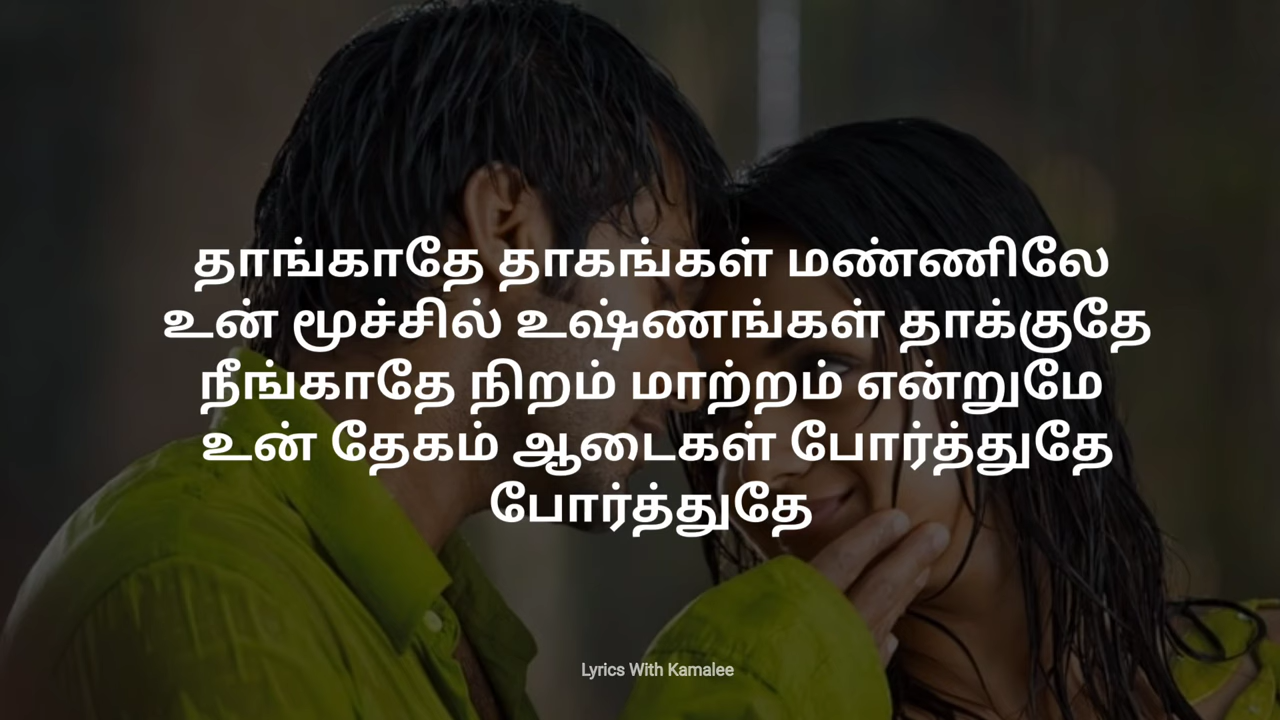 தாங்காதே தாகங்கள் மண்ணிலே
உன் மூச்சில் உஷ்ணங்கள் தாக்குதே
நீங்காதே நிறம் மாற்றம் என்றுமே
உன் தேகம் ஆடைகள் போர்த்துதே
போர்த்துதே
Lyrics With Kamalee